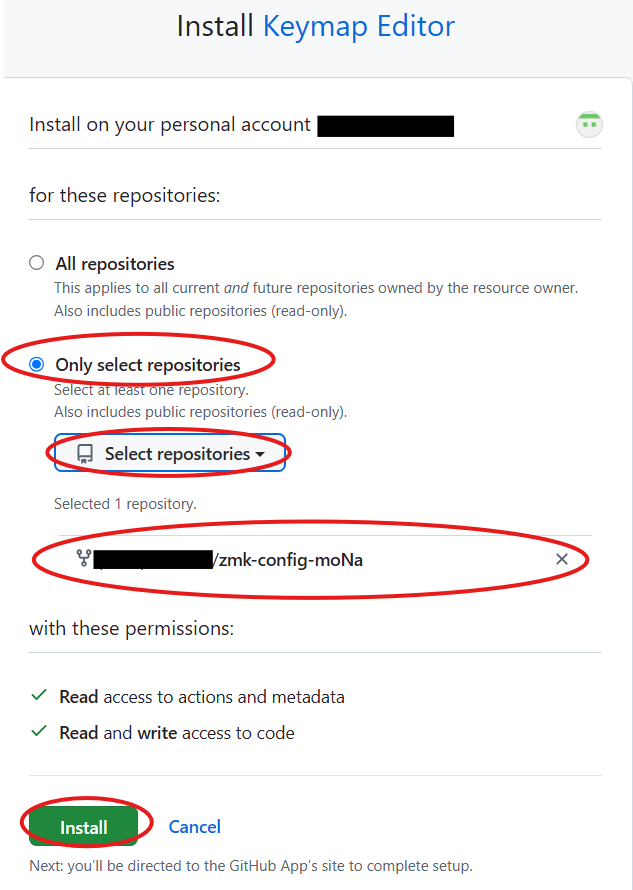 Install Keymap Editor
Install on your personal account
for these repositories:
All repositories
This applies to all current and future repositories owned by the resource owner.
Also includes public repositories (read-only).
Only select repositories
Select at least one repository.
Also includes public repositories (read-only).
Select repositories
Selected 1 repository.
/zmk-config-moNa
with these permissions:
Read access to actions and metadata
Read and write access to code
Install Cancel
Next: you'll be directed to the GitHub App's site to complete setup.